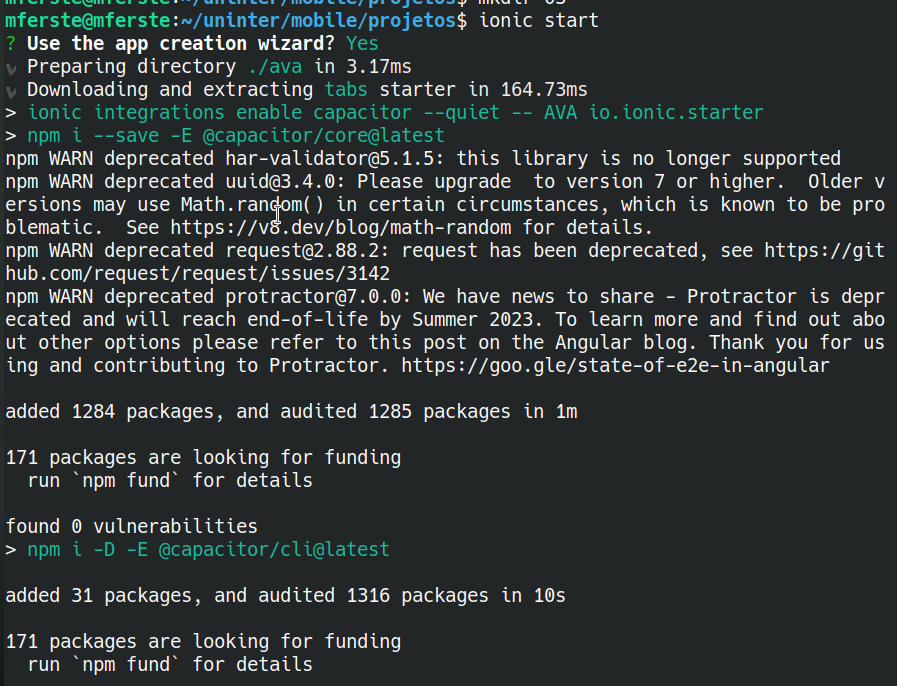 mferste@mferste:~/uninter/mobile/projetos$ mkdir 03
mferste@mferste:~/uninter/mobile/projetos$ ionic start
? Use the app creation wizard? Yes
Preparing directory ./ava in 3.17ms
Downloading and extracting tabs starter in 164.73ms
> ionic integrations enable capacitor --quiet -- AVA io.ionic.starter
> npm i --save -E @capacitor/core@latest
npm WARN deprecated har-validator@5.1.5: this library is no longer supported
npm WARN deprecated uuid@3.4.0: Please upgrade  to version 7 or higher.  Older v
ersions may use Math.random() in certain circumstances, which is known to be pro
blematic.  See https://v8.dev/blog/math-random for details.
npm WARN deprecated request@2.88.2: request has been deprecated, see https://git
hub.com/request/request/issues/3142
npm WARN deprecated protractor@7.0.0: We have news to share - Protractor is depr
ecated and will reach end-of-life by Summer 2023. To learn more and find out abo
ut other options please refer to this post on the Angular blog. Thank you for us
ing and contributing to Protractor. https://goo.gle/state-of-e2e-in-angular
added 1284 packages, and audited 1285 packages in 1m
171 packages are looking for funding
  run `npm fund` for details
found 0 vulnerabilities
> npm i -D -E @capacitor/cli@latest
added 31 packages, and audited 1316 packages in 10s
171 packages are looking for funding
  run `npm fund` for details